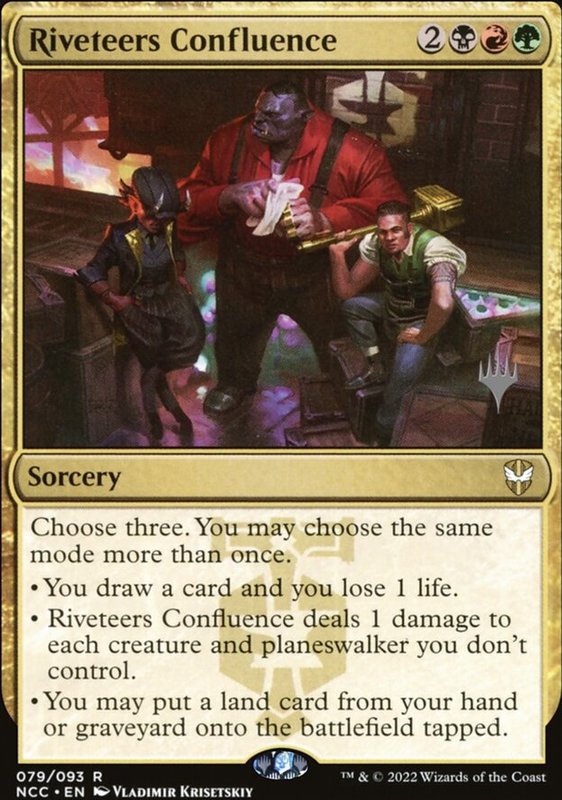 Riveteers Confluence 2
Sorcery
Choose three. You may choose the same
mode more than once.
• You draw a card and you lose 1 life.
• Riveteers Confluence deals 1 damage to
each creature and planeswalker you don't
control.
• You may put a land card from your hand
or graveyard onto the battlefield tapped.
079/093 R
NCC • EN Vladimir Krisetskiy
™ & © 2022 Wizards of the Coast